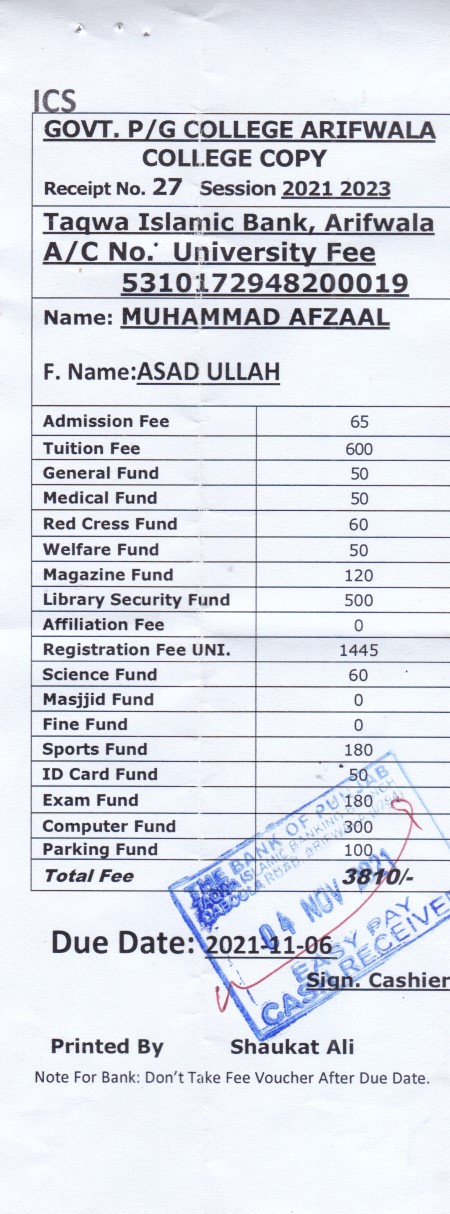 ICS
GOVT. P/G COLLEGE ARIFWALA
COLLEGE COPY
Receipt No. 27 Session 2021 2023
Taqwa Islamic Bank, Arifwala
A/C No. University Fee
5310172948200019
Name: MUHAMMAD AFZAAL
F. Name:ASAD ULLAH
Admission Fee 65
Tuition Fee 600
General Fund 50
Medical Fund 50
Red Cress Fund 60
Welfare Fund 50
Magazine Fund 120
Library Security Fund 500
Affiliation Fee 0
Registration Fee UNI. 1445
Science Fund 60
Masjjid Fund 0
Fine Fund 0
Sports Fund 180
ID Card Fund 50
Exam Fund 180
Computer Fund 300
Parking Fund 100
Total Fee 3810/-
THE BANK OF PUNJAB
TAQWA ISLAMIC BANKING BRANCH
ROAD, ARIFWALA
04 NOV 2021
EASY PAY
CASH RECEIVED
Due Date: 2021-11-06
Sign. Cashier
Printed By Shaukat Ali
Note For Bank: Don't Take Fee Voucher After Due Date.